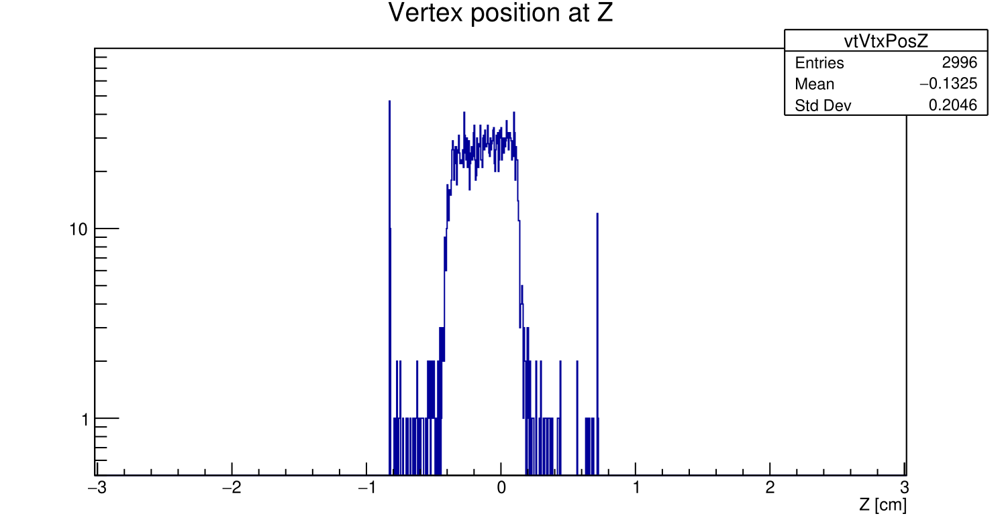 Vertex position at Z
vtVtxPosZ
Entries 2996
Mean −0.1325
Std Dev 0.2046
10
1
−3 −2 −1 0 1 2 3
Z [cm]